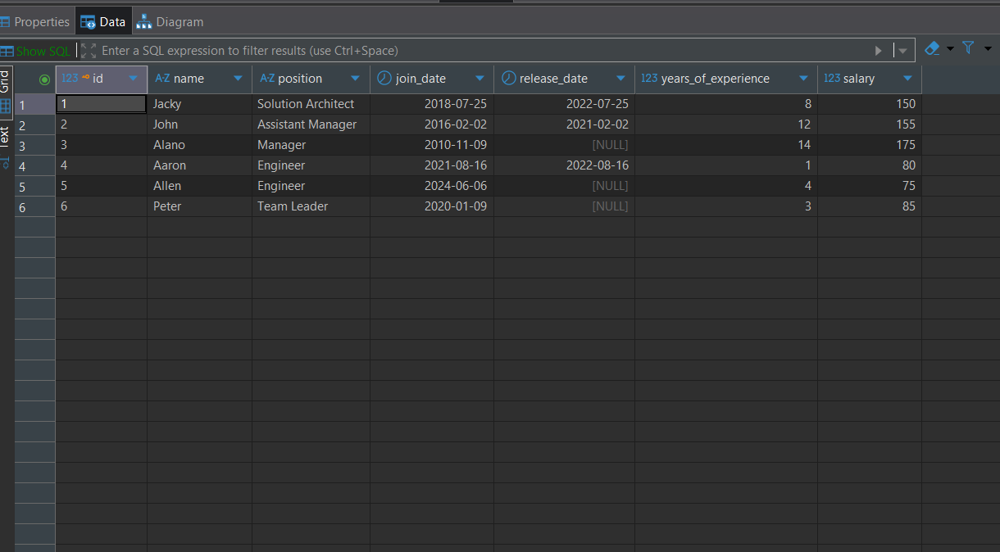 Properties Data Diagram
Show SQL Enter a SQL expression to filter results (use Ctrl+Space)
Grid
Text
123 id A-Z name A-Z position join_date release_date 123 years_of_experience 123 salary
1 1 Jacky Solution Architect 2018-07-25 2022-07-25 8 150
2 2 John Assistant Manager 2016-02-02 2021-02-02 12 155
3 3 Alano Manager 2010-11-09 [NULL] 14 175
4 4 Aaron Engineer 2021-08-16 2022-08-16 1 80
5 5 Allen Engineer 2024-06-06 [NULL] 4 75
6 6 Peter Team Leader 2020-01-09 [NULL] 3 85